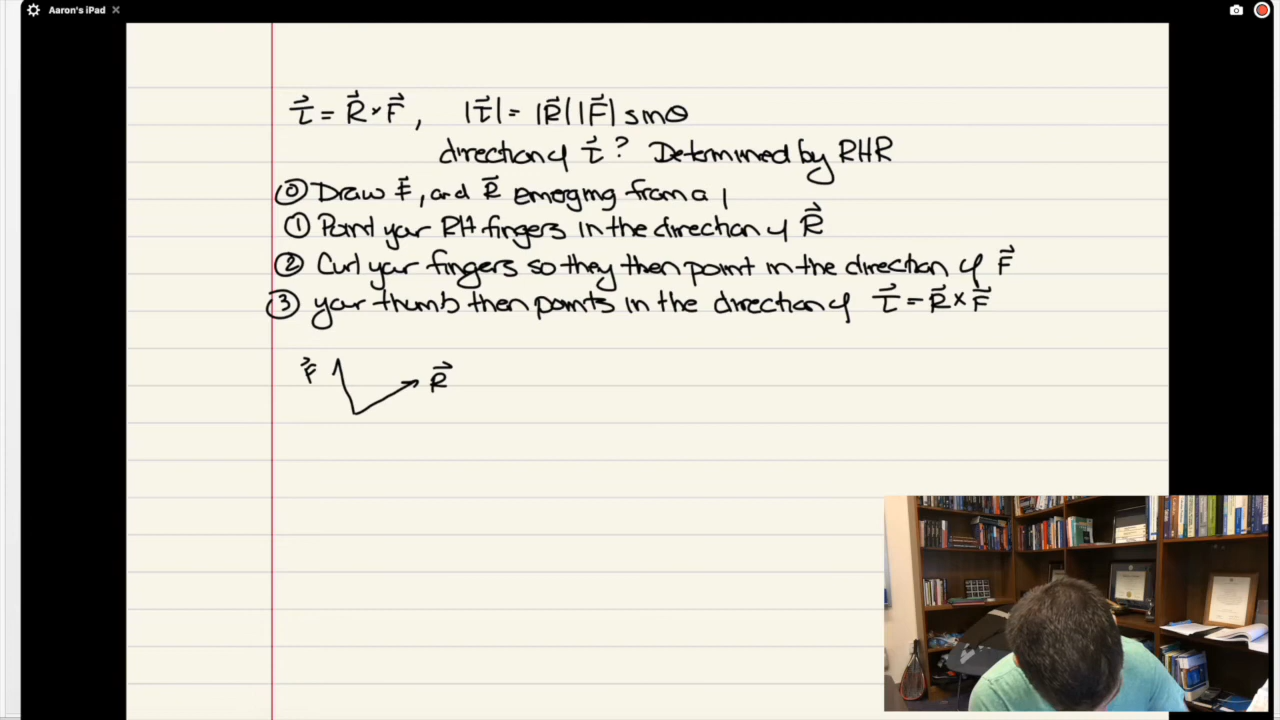 Aaron's iPad
τ⃗ = R⃗ × F⃗ , |τ⃗| = |R⃗| |F⃗| sinθ
direction of τ⃗ ? Determined by RHR
⓪ Draw F⃗, and R⃗ emerging from a
① Point your RH fingers in the direction of R⃗
② Curl your fingers so they then point in the direction of F⃗
③ your thumb then points in the direction of τ⃗ = R⃗ × F⃗
F⃗ R⃗